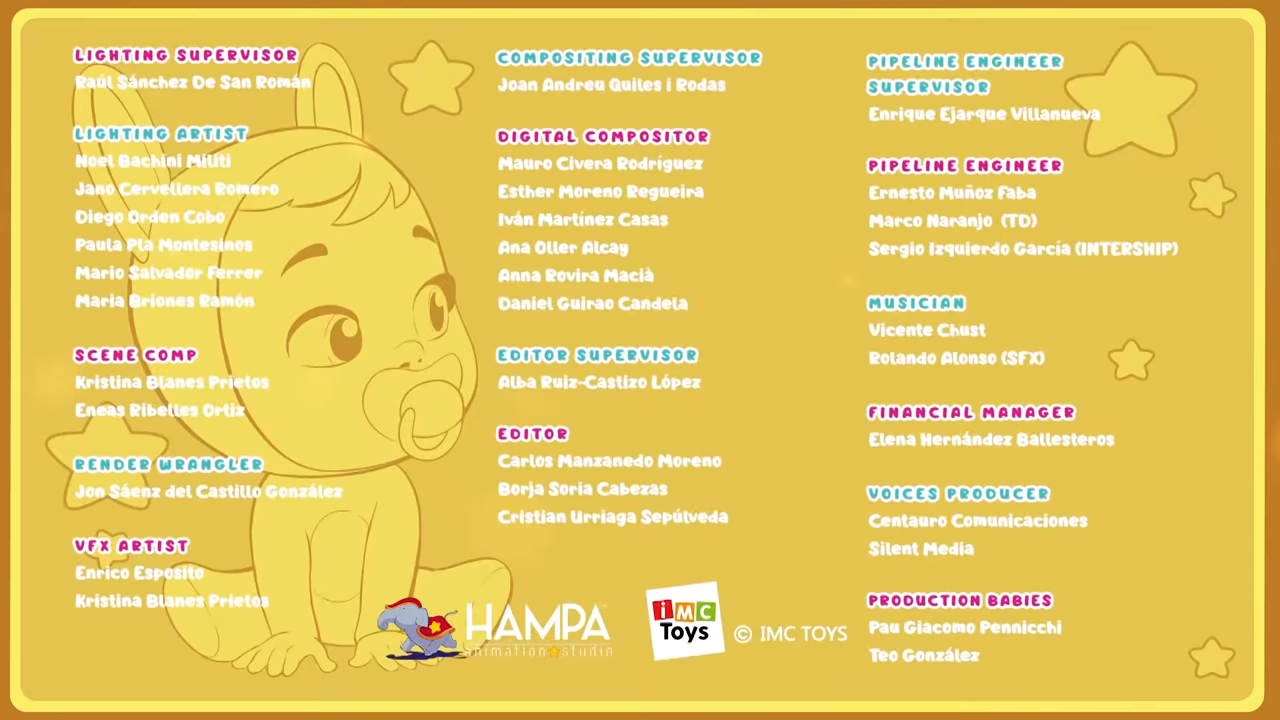 LIGHTING SUPERVISOR
Raúl Sánchez De San Román
LIGHTING ARTIST
Noel Bachini Militi
Jano Cervellera Romero
Diego Orden Cobo
Paula Pla Montesinos
Mario Salvador Ferrer
Maria Briones Ramón
SCENE COMP
Kristina Blanes Prietos
Eneas Ribelles Ortiz
RENDER WRANGLER
Jon Sáenz del Castillo González
VFX ARTIST
Enrico Esposito
Kristina Blanes Prietos
COMPOSITING SUPERVISOR
Joan Andreu Quiles i Rodas
DIGITAL COMPOSITOR
Mauro Civera Rodríguez
Esther Moreno Regueira
Iván Martínez Casas
Ana Oller Alcay
Anna Rovira Macià
Daniel Guirao Candela
EDITOR SUPERVISOR
Alba Ruiz-Castizo López
EDITOR
Carlos Manzanedo Moreno
Borja Soria Cabezas
Cristian Urriaga Sepúlveda
PIPELINE ENGINEER
SUPERVISOR
Enrique Ejarque Villanueva
PIPELINE ENGINEER
Ernesto Muñoz Faba
Marco Naranjo (TD)
Sergio Izquierdo García (INTERSHIP)
MUSICIAN
Vicente Chust
Rolando Alonso (SFX)
FINANCIAL MANAGER
Elena Hernández Ballesteros
VOICES PRODUCER
Centauro Comunicaciones
Silent Media
PRODUCTION BABIES
Pau Giacomo Pennicchi
Teo González
HAMPA
animation studio
iMC
Toys
© IMC TOYS